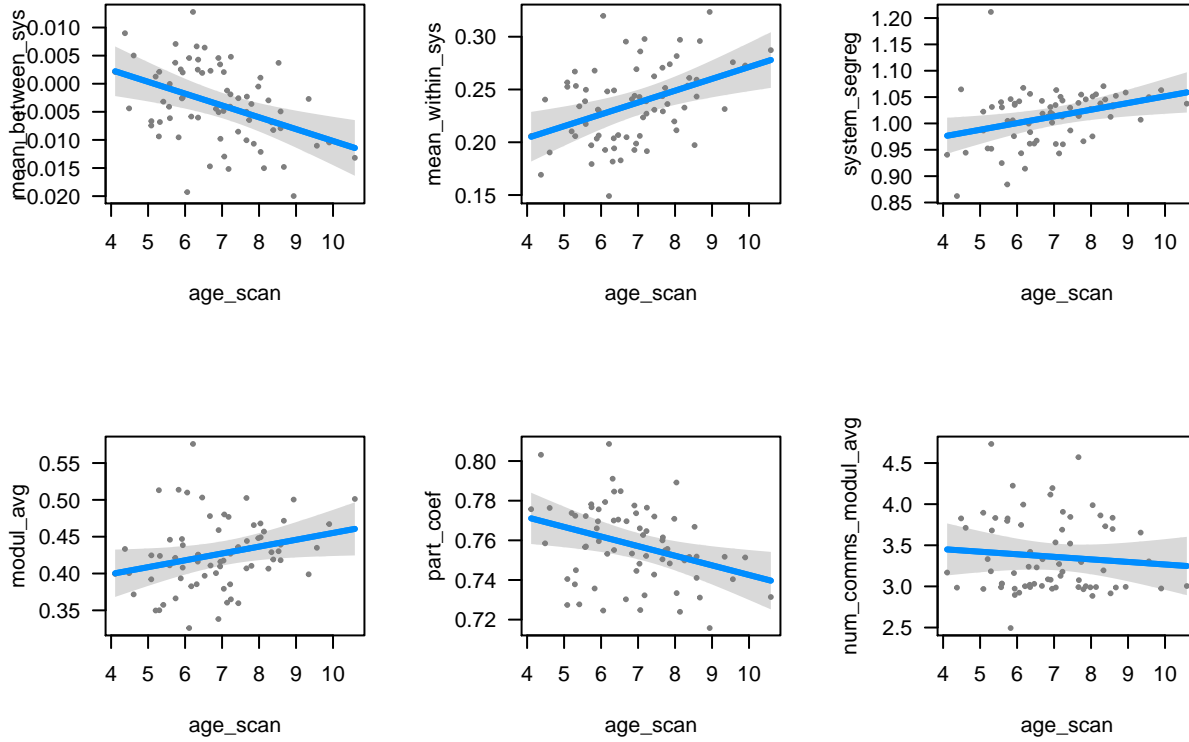 mean_between_sys
0.010
0.005
0.000
0.005
0.010
0.015
0.020
4 5 6 7 8 9 10
age_scan
mean_within_sys
0.30
0.25
0.20
0.15
4 5 6 7 8 9 10
age_scan
system_segreg
1.20
1.15
1.10
1.05
1.00
0.95
0.90
0.85
4 5 6 7 8 9 10
age_scan
modul_avg
0.55
0.50
0.45
0.40
0.35
4 5 6 7 8 9 10
age_scan
part_coef
0.80
0.78
0.76
0.74
0.72
4 5 6 7 8 9 10
age_scan
num_comms_modul_avg
4.5
4.0
3.5
3.0
2.5
4 5 6 7 8 9 10
age_scan